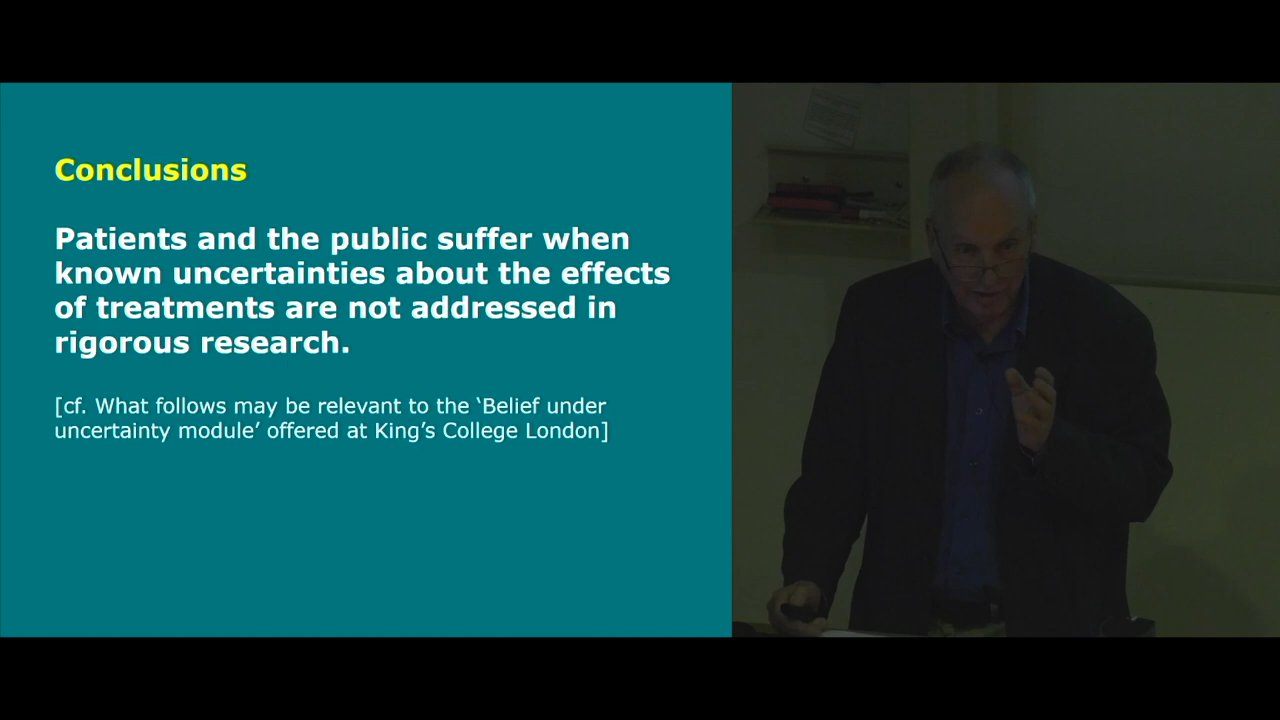 Conclusions
Patients and the public suffer when
known uncertainties about the effects
of treatments are not addressed in
rigorous research.
[cf. What follows may be relevant to the ‘Belief under
uncertainty module’ offered at King’s College London]